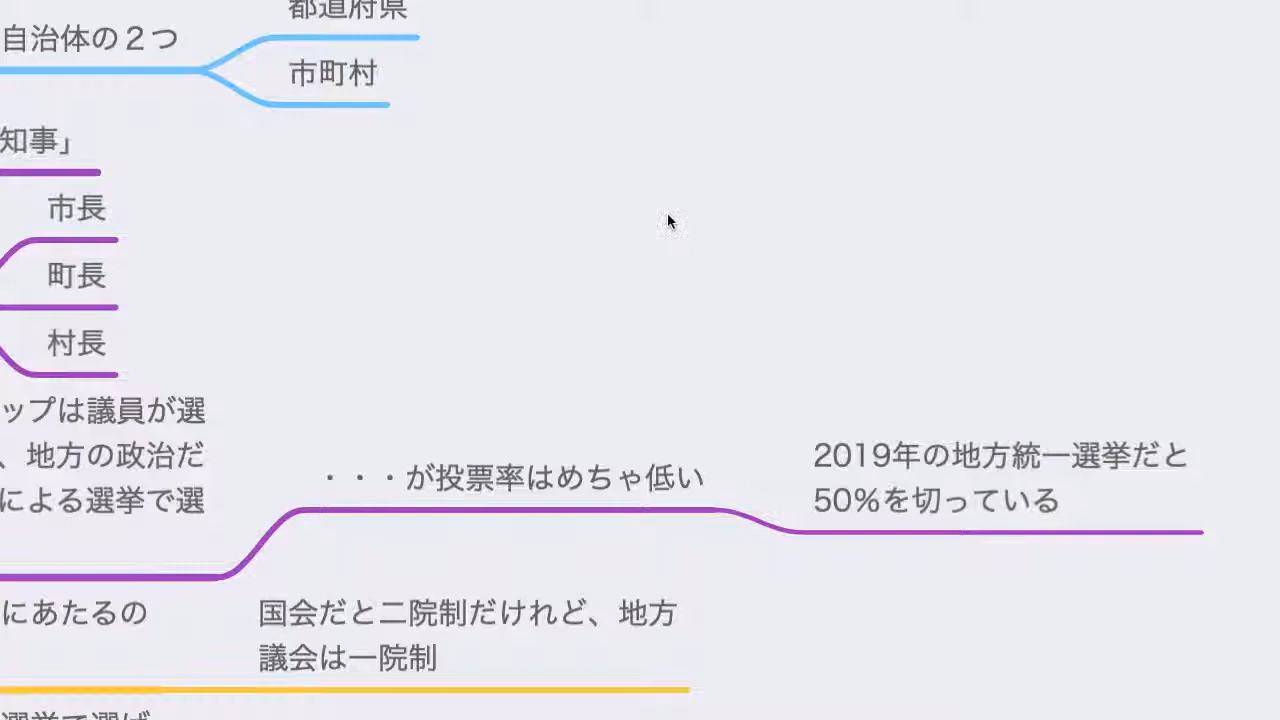 都道府県
自治体の２つ
市町村
知事」
市長
町長
村長
ップは議員が選
、地方の政治だ
による選挙で選
・・・が投票率はめちゃ低い
2019年の地方統一選挙だと
50%を切っている
にあたるの
国会だと二院制だけれど、地方
議会は一院制
選挙で選ば